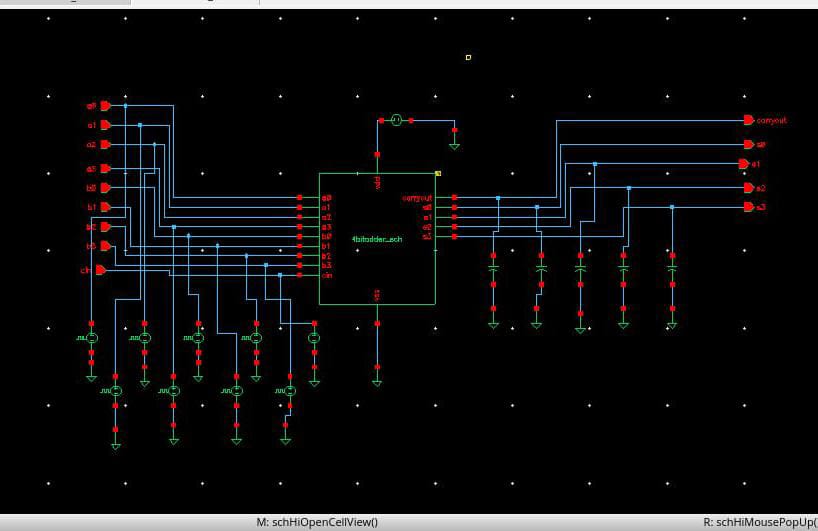 a0
a1
a2
a3
b0
b1
b2
b3
cin
vdd
a0
a1
a2
a3
b0
b1
b2
b3
cin
4bitadder_sch
carryout
s0
s1
s2
s3
vss
carryout
s0
s1
s2
s3
M: schHiOpenCellView()
R: schHiMousePopUp(